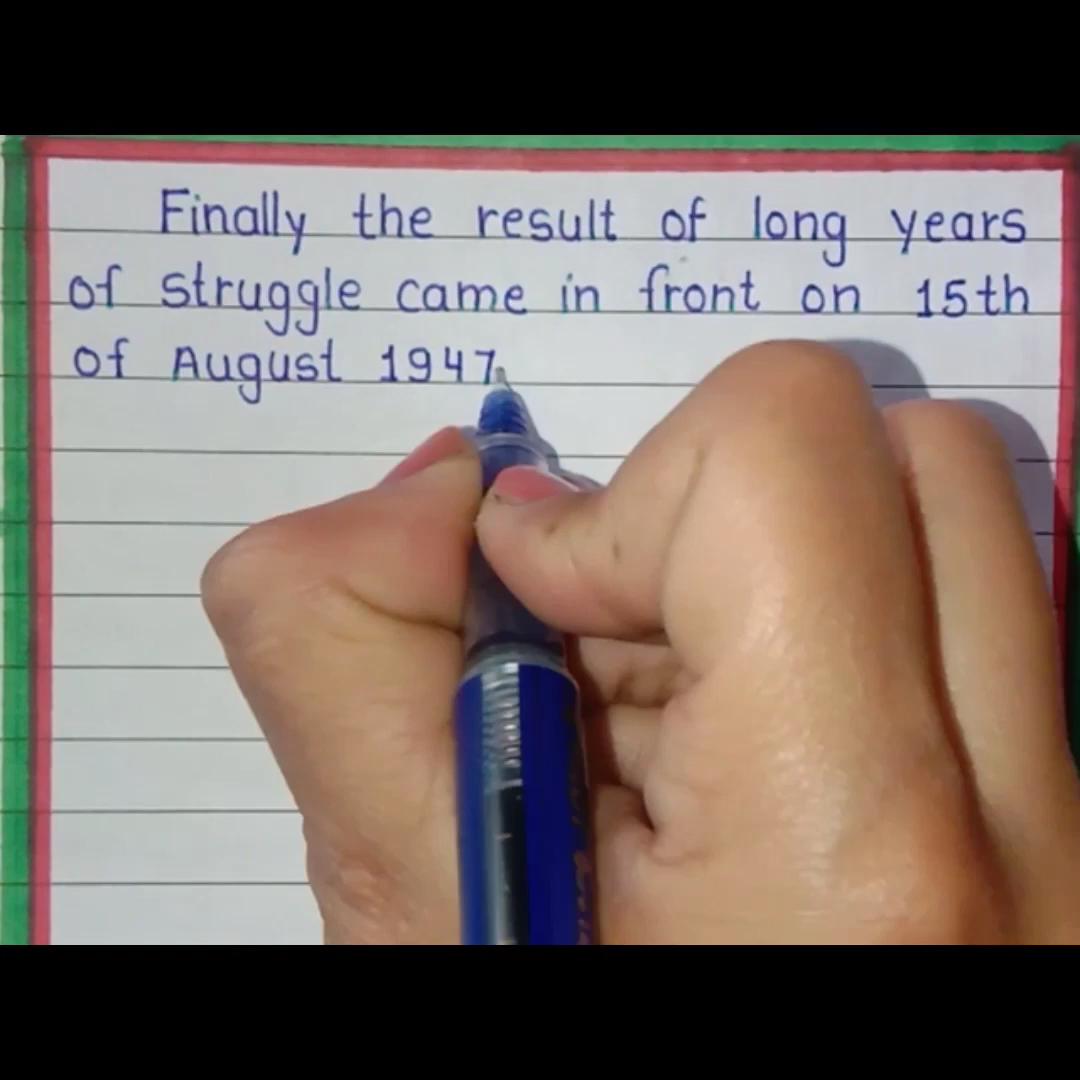 Finally the result of long years
of struggle came in front on 15th
of August 1947